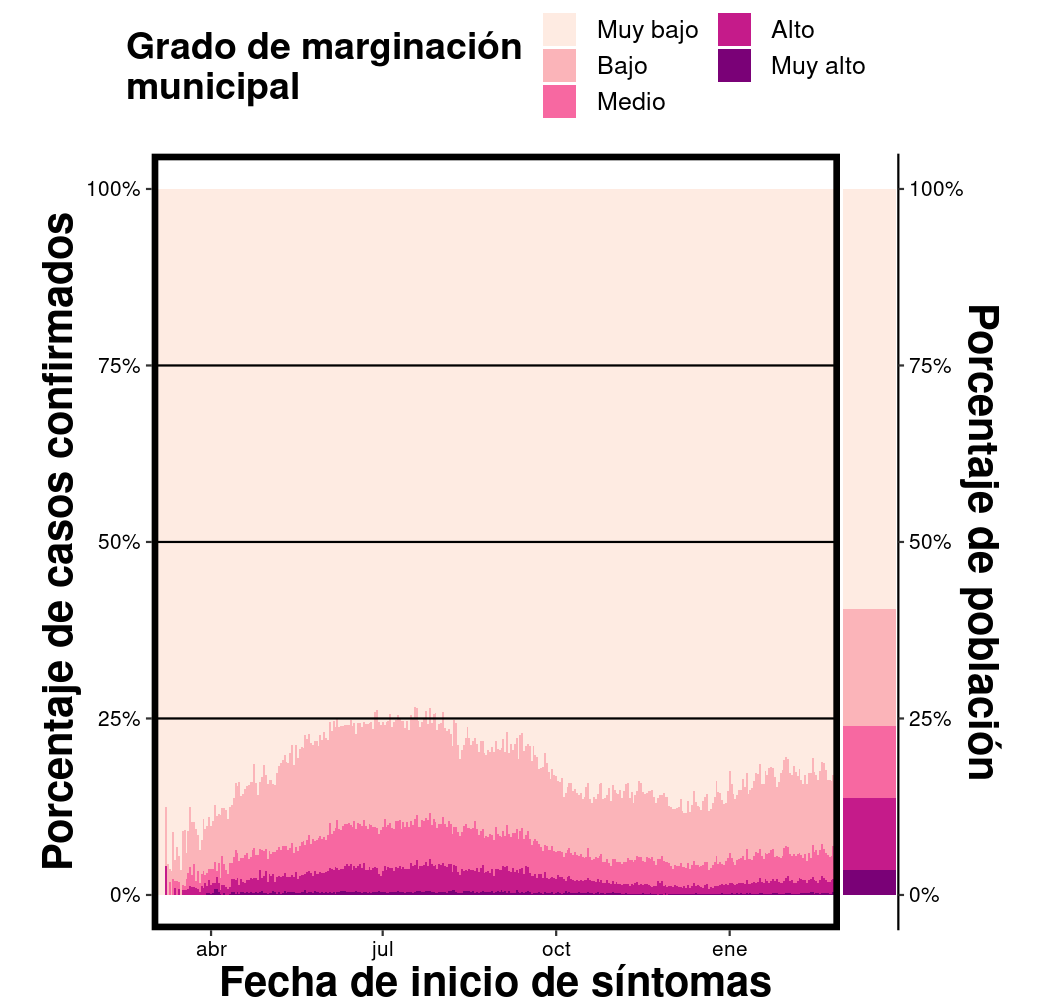 Grado de marginación
municipal
Muy bajo
Bajo
Medio
Alto
Muy alto
Porcentaje de casos confirmados
100%
75%
50%
25%
0%
100%
75%
50%
25%
0%
Porcentaje de población
abr
jul
oct
ene
Fecha de inicio de síntomas